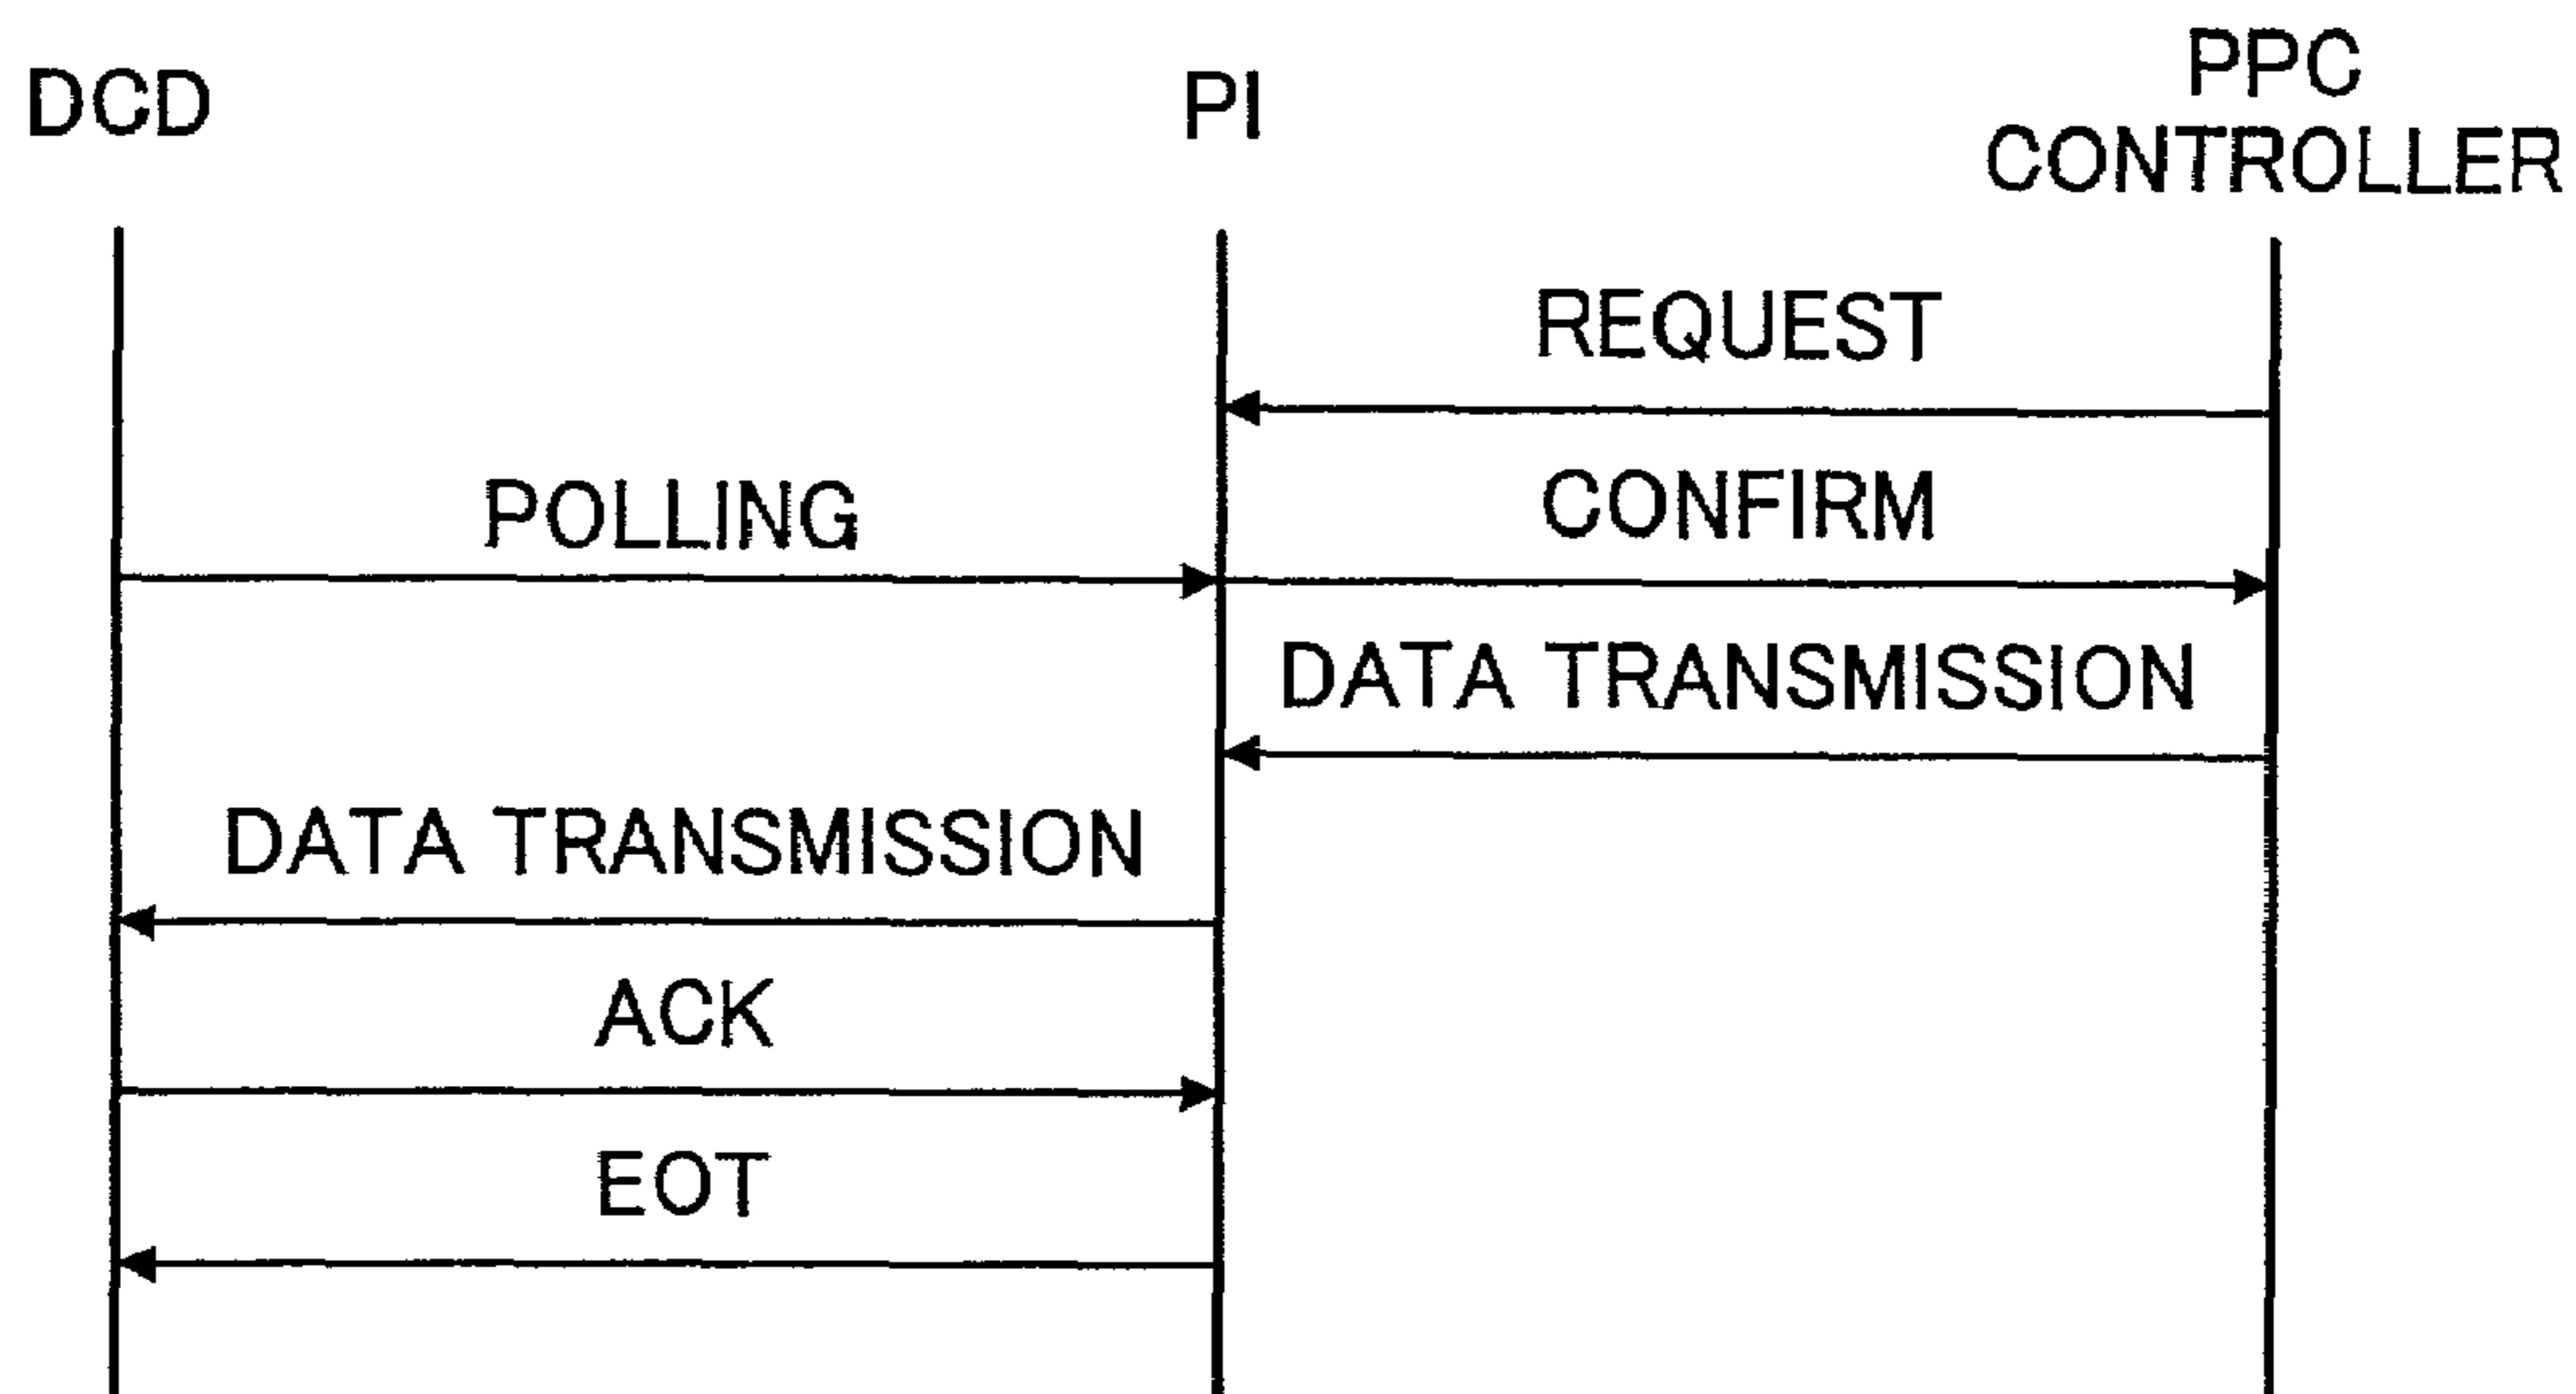 DCD
PI
PPC
CONTROLLER
REQUEST
POLLING
CONFIRM
DATA TRANSMISSION
DATA TRANSMISSION
ACK
EOT